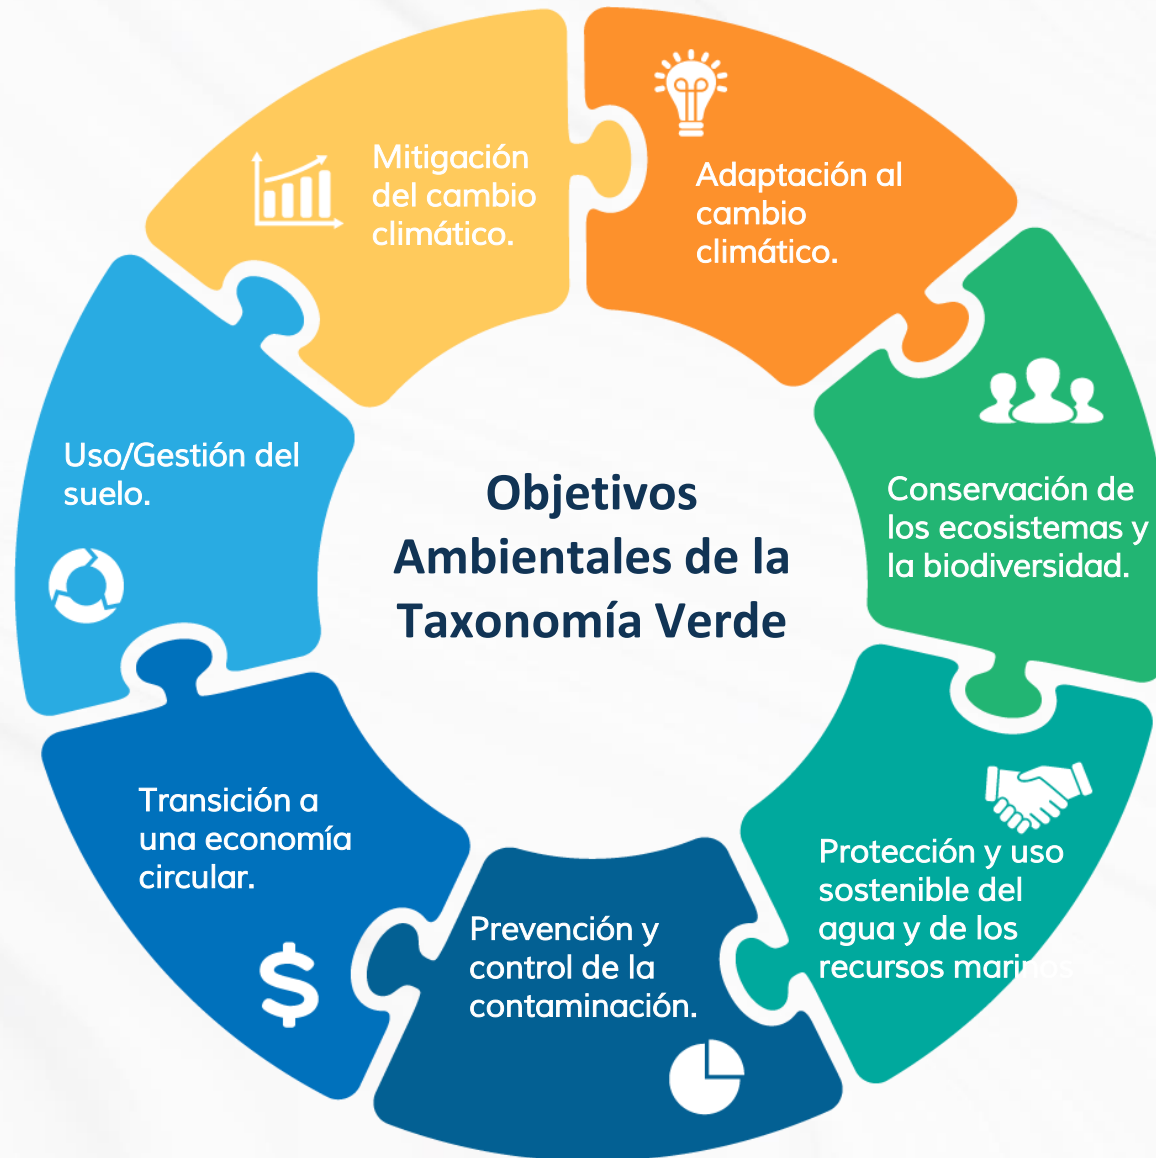 Mitigación
del cambio
climático.
Adaptación al
cambio
climático.
Conservación de
los ecosistemas y
la biodiversidad.
Protección y uso
sostenible del
agua y de los
recursos marinos
Prevención y
control de la
contaminación.
Transición a
una economía
circular.
Uso/Gestión del
suelo.
Objetivos
Ambientales de la
Taxonomía Verde